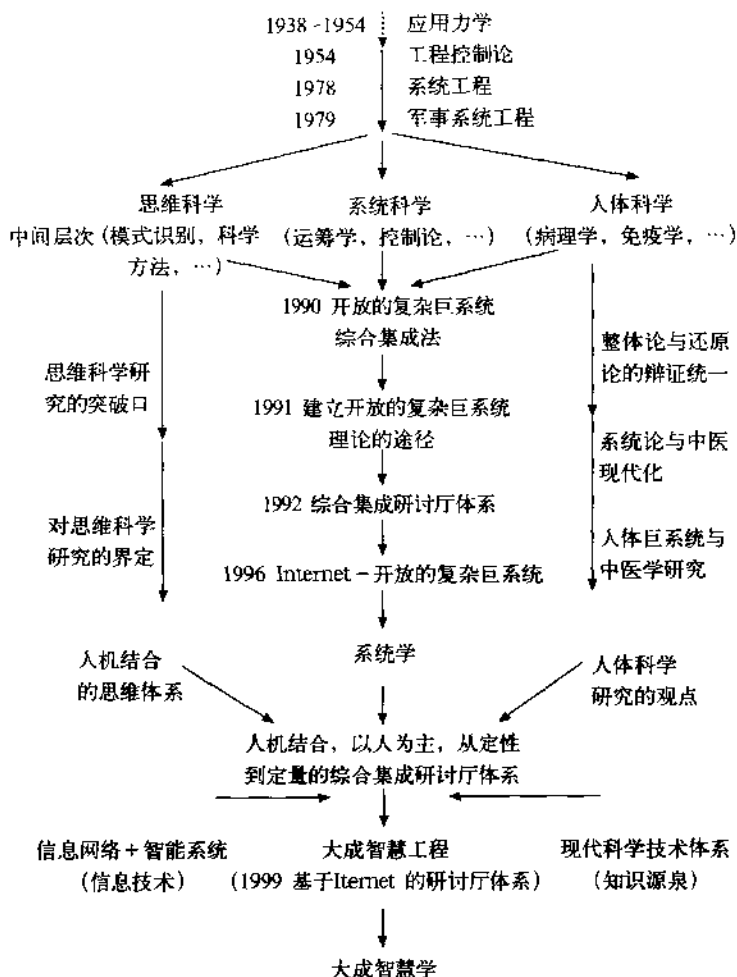 1938-1954 应用力学
1954 工程控制论
1978 系统工程
1979 军事系统工程
思维科学
中间层次(模式识别,科学
方法,…)
系统科学
(运筹学,控制论,…)
人体科学
(病理学,免疫学,…)
1990 开放的复杂巨系统
综合集成法
1991 建立开放的复杂巨系统
理论的途径
1992 综合集成研讨厅体系
1996 Internet-开放的复杂巨系统
系统学
思维科学研
究的突破口
对思维科学
研究的界定
人机结合
的思维体系
整体论与还原
论的辩证统一
系统论与中医
现代化
人体巨系统与
中医学研究
人体科学
研究的观点
人机结合,以人为主,从定性
到定量的综合集成研讨厅体系
信息网络+智能系统
(信息技术)
大成智慧工程
(1999 基于Iternet 的研讨厅体系)
现代科学技术体系
(知识源泉)
大成智慧学